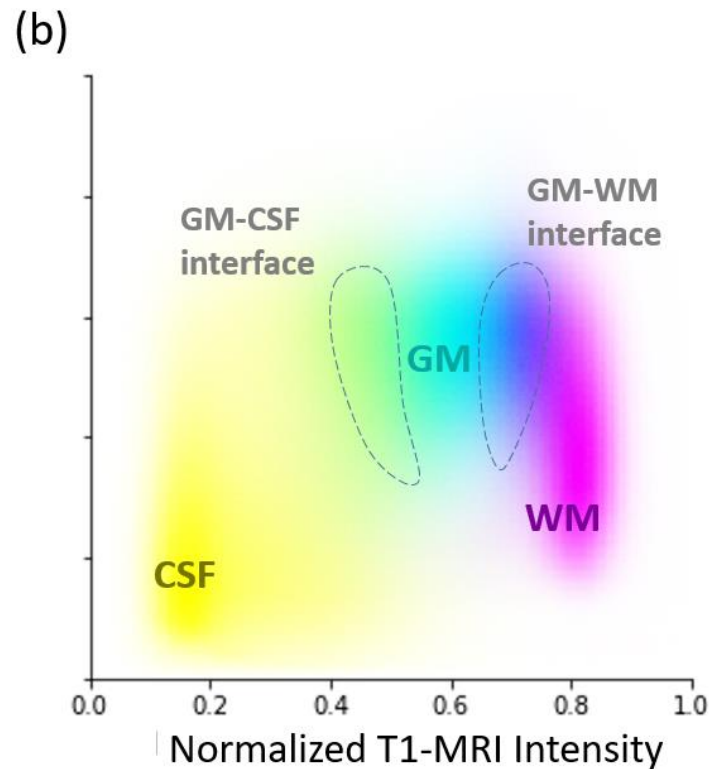 (b)
GM-WM
interface
GM-CSF
interface
GM
WM
CSF
0.0 0.2 0.4 0.6 0.8 1.0
Normalized T1-MRI Intensity